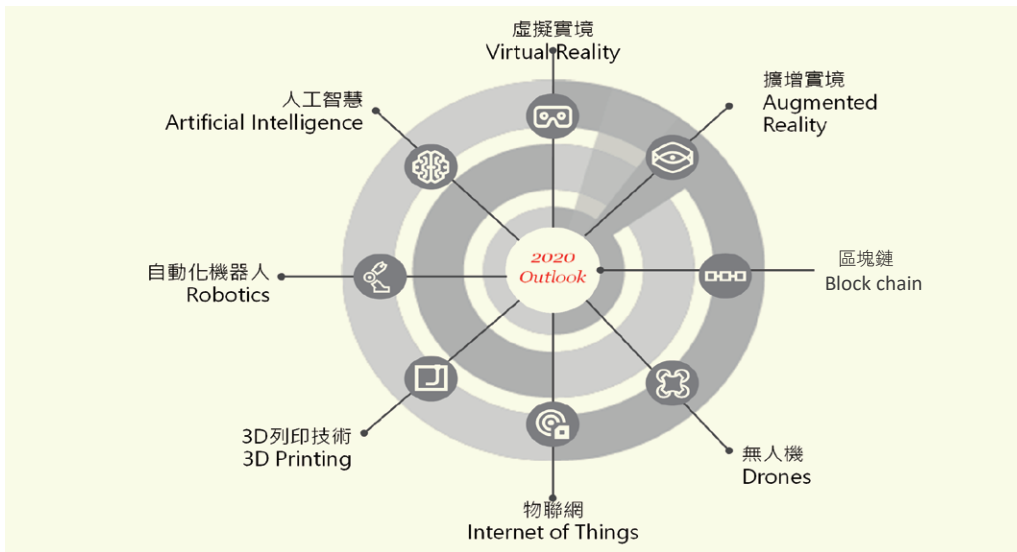 虛擬實境
Virtual Reality
擴增實境
Augmented
Reality
人工智慧
Artificial Intelligence
2020
Outlook
區塊鏈
Block chain
自動化機器人
Robotics
3D列印技術
3D Printing
無人機
Drones
物聯網
Internet of Things